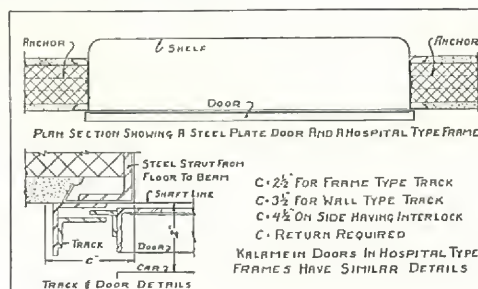 ANCHOR
SHELF
ANCHOR
DOOR
PLAN SECTION SHOWING A STEEL PLATE DOOR AND A HOSPITAL TYPE FRAME
STEEL STRUT FROM
FLOOR TO BEAM
SHAFT LINE
TRACK
DOOR
"C"
CAR
TRACK & DOOR DETAILS
C = 2½" FOR FRAME TYPE TRACK
C = 3½" FOR WALL TYPE TRACK
C = 4½" ON SIDE HAVING INTERLOCK
C = RETURN REQUIRED
KALAMEIN DOORS IN HOSPITAL TYPE
FRAMES HAVE SIMILAR DETAILS